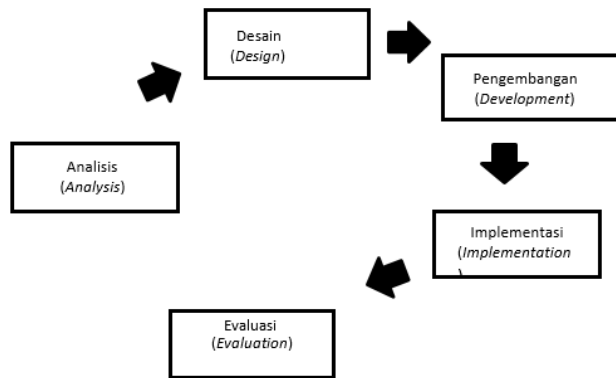 Desain
(Design)
Pengembangan
(Development)
Analisis
(Analysis)
Implementasi
(Implementation
)
Evaluasi
(Evaluation)